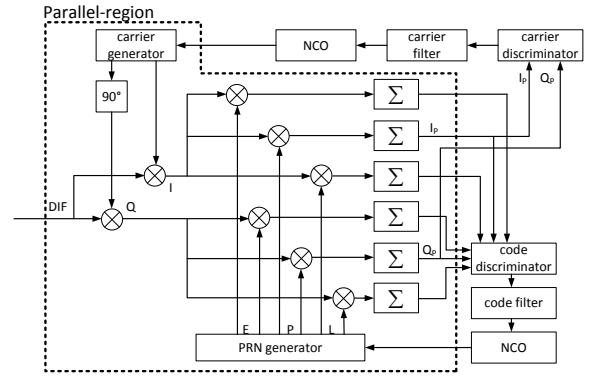 Parallel-region
carrier
generator
NCO
carrier
filter
carrier
discriminator
90°
I_P
Q_P
∑
∑
I_P
∑
I
DIF
Q
∑
Q_P
∑
code
discriminator
∑
code filter
E
P
L
PRN generator
NCO